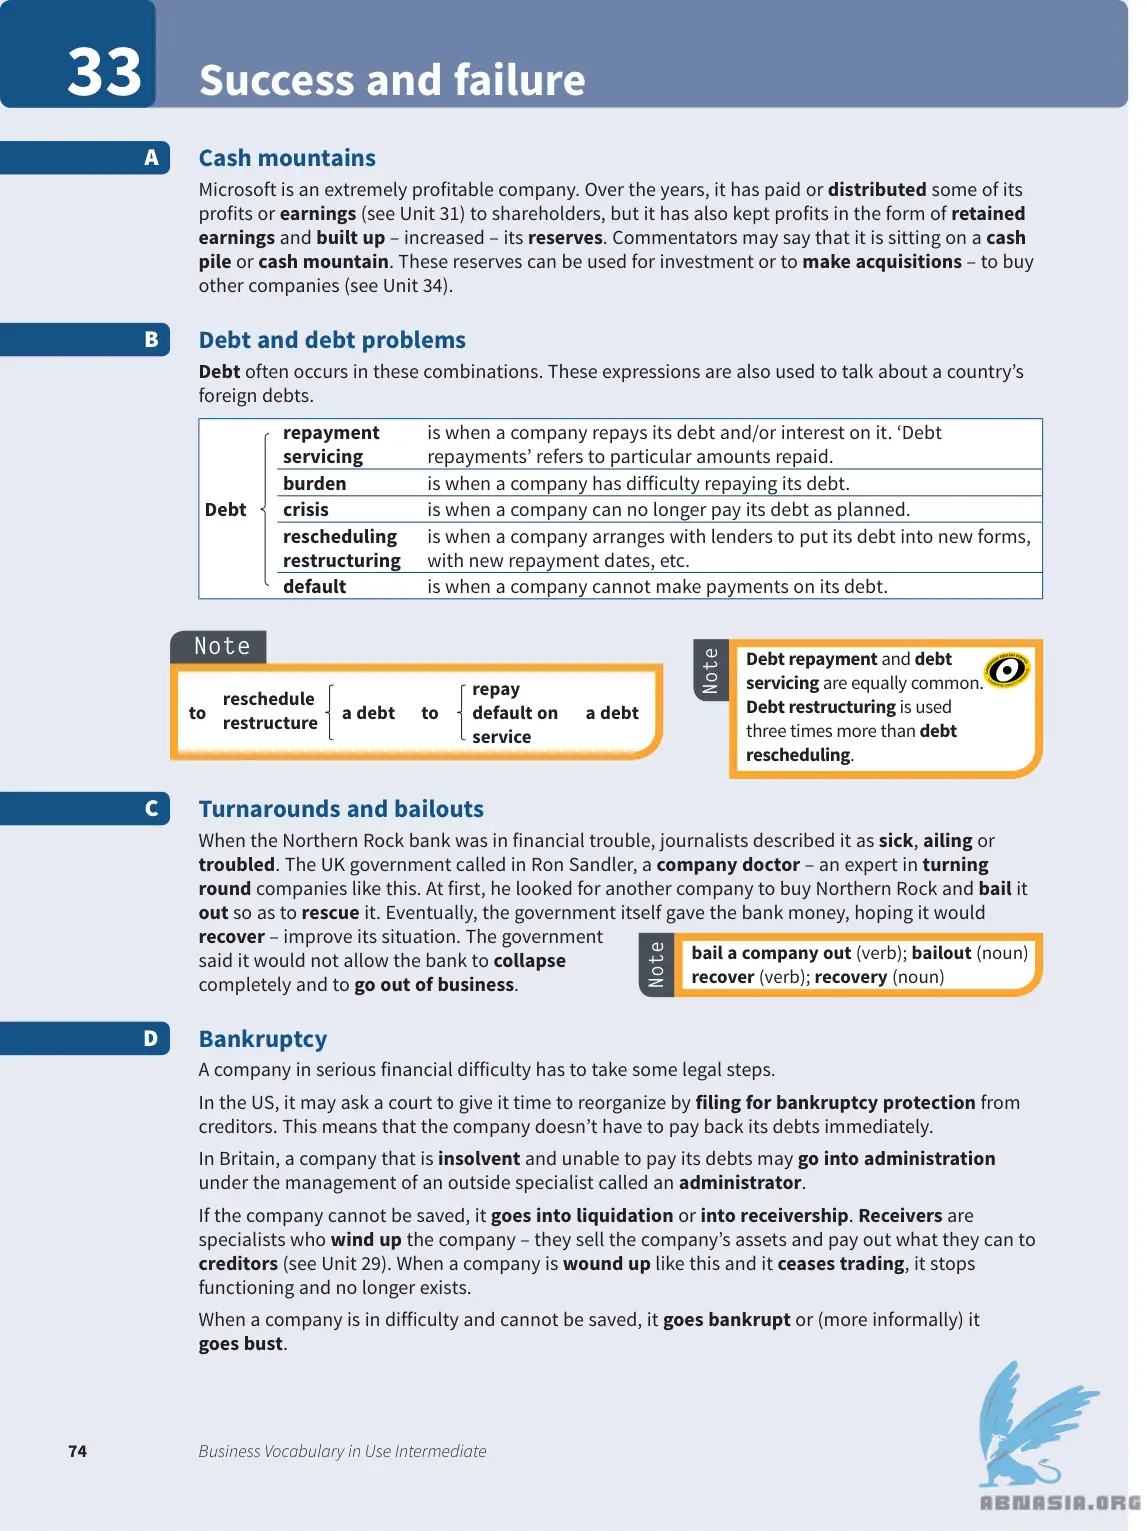 33
Success and failure
A
Cash mountains
Microsoft is an extremely profitable company. Over the years, it has paid or distributed some of its
profits or earnings (see Unit 31) to shareholders, but it has also kept profits in the form of retained
earnings and built up – increased – its reserves. Commentators may say that it is sitting on a cash
pile or cash mountain. These reserves can be used for investment or to make acquisitions – to buy
other companies (see Unit 34).
B
Debt and debt problems
Debt often occurs in these combinations. These expressions are also used to talk about a country’s
foreign debts.
Debt
repayment is when a company repays its debt and/or interest on it. ‘Debt
servicing repayments’ refers to particular amounts repaid.
burden is when a company has difficulty repaying its debt.
crisis is when a company can no longer pay its debt as planned.
rescheduling is when a company arranges with lenders to put its debt into new forms,
restructuring with new repayment dates, etc.
default is when a company cannot make payments on its debt.
Note
to reschedule restructure a debt
to repay default on service a debt
Note
Debt repayment and debt
servicing are equally common.
Debt restructuring is used
three times more than debt
rescheduling.
C
Turnarounds and bailouts
When the Northern Rock bank was in financial trouble, journalists described it as sick, ailing or
troubled. The UK government called in Ron Sandler, a company doctor – an expert in turning
round companies like this. At first, he looked for another company to buy Northern Rock and bail it
out so as to rescue it. Eventually, the government itself gave the bank money, hoping it would
recover – improve its situation. The government
said it would not allow the bank to collapse
completely and to go out of business.
Note
bail a company out (verb); bailout (noun)
recover (verb); recovery (noun)
D
Bankruptcy
A company in serious financial difficulty has to take some legal steps.
In the US, it may ask a court to give it time to reorganize by filing for bankruptcy protection from
creditors. This means that the company doesn’t have to pay back its debts immediately.
In Britain, a company that is insolvent and unable to pay its debts may go into administration
under the management of an outside specialist called an administrator.
If the company cannot be saved, it goes into liquidation or into receivership. Receivers are
specialists who wind up the company – they sell the company’s assets and pay out what they can to
creditors (see Unit 29). When a company is wound up like this and it ceases trading, it stops
functioning and no longer exists.
When a company is in difficulty and cannot be saved, it goes bankrupt or (more informally) it
goes bust.
74
Business Vocabulary in Use Intermediate
ABNASIA.ORG